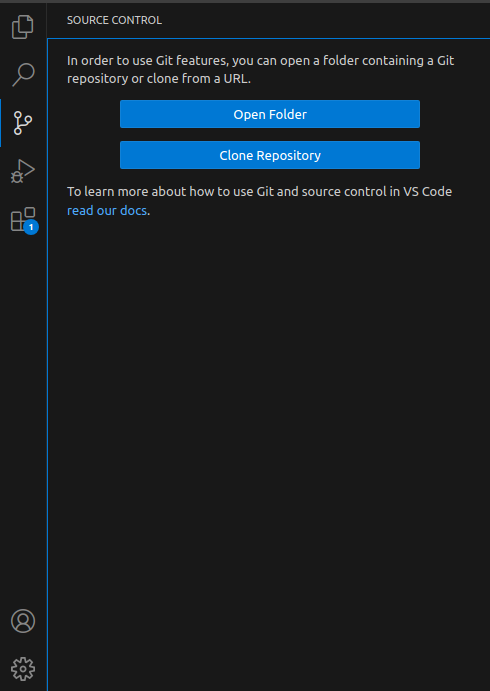 SOURCE CONTROL
In order to use Git features, you can open a folder containing a Git
repository or clone from a URL.
Open Folder
Clone Repository
To learn more about how to use Git and source control in VS Code
read our docs.
1